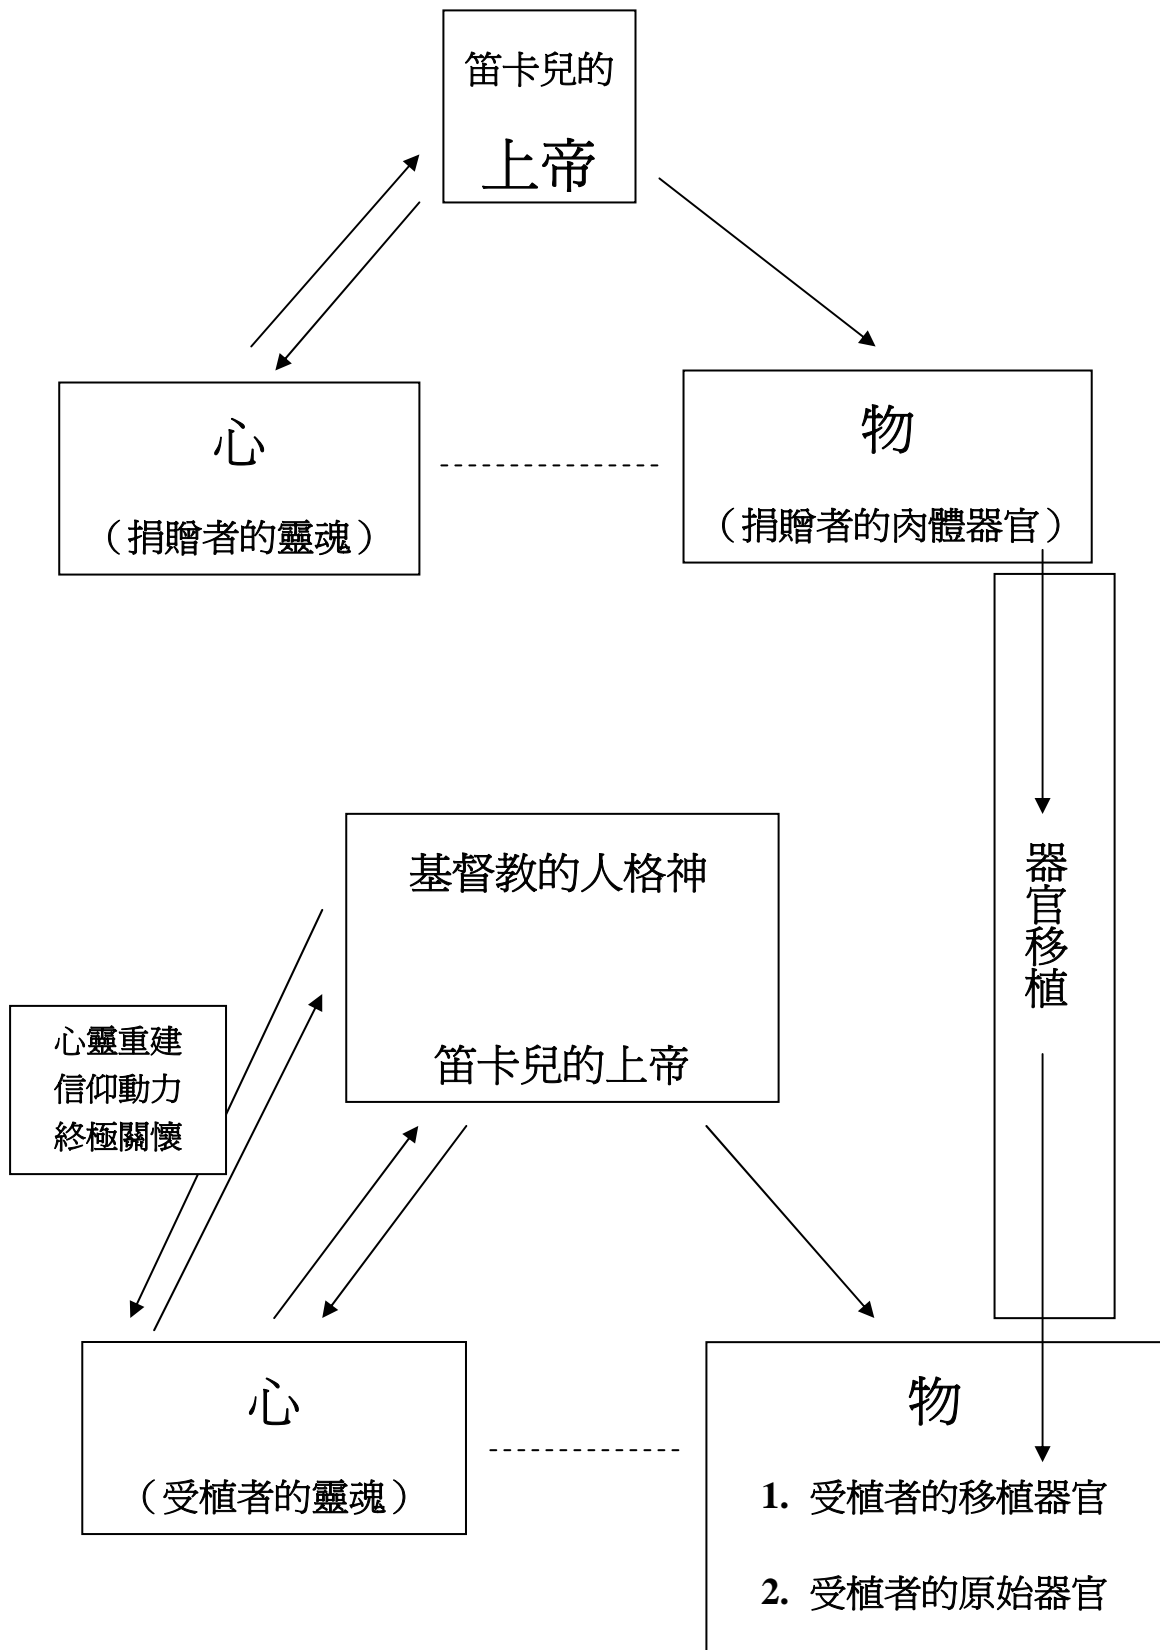 笛卡兒的
上帝
心
（捐贈者的靈魂）
物
（捐贈者的肉體器官）
器官移植
基督教的人格神
笛卡兒的上帝
心靈重建
信仰動力
終極關懷
心
（受植者的靈魂）
物
1. 受植者的移植器官
2. 受植者的原始器官